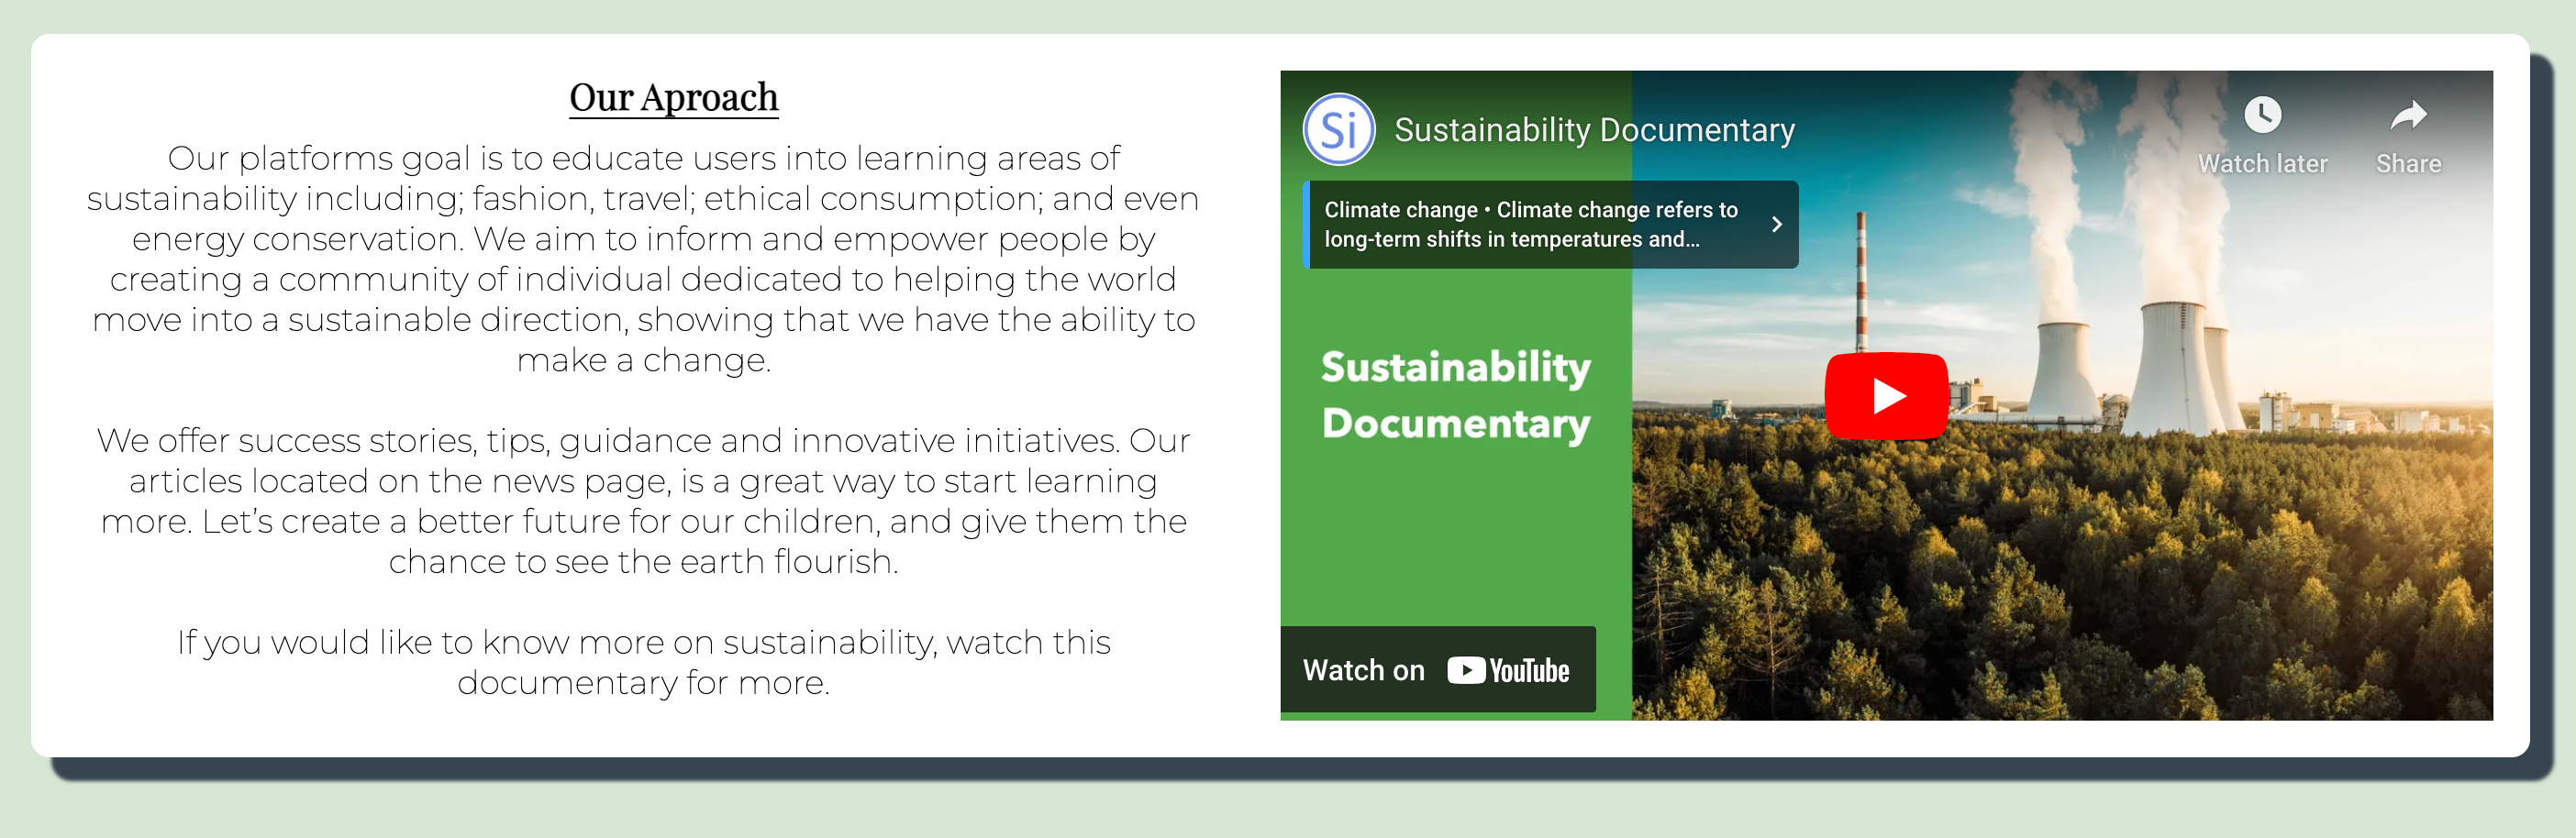 Our Aproach
Our platforms goal is to educate users into learning areas of
sustainability including; fashion, travel; ethical consumption; and even
energy conservation. We aim to inform and empower people by
creating a community of individual dedicated to helping the world
move into a sustainable direction, showing that we have the ability to
make a change.
We offer success stories, tips, guidance and innovative initiatives. Our
articles located on the news page, is a great way to start learning
more. Let’s create a better future for our children, and give them the
chance to see the earth flourish.
If you would like to know more on sustainability, watch this
documentary for more.
Si
Sustainability Documentary
Watch later
Share
Climate change • Climate change refers to
long-term shifts in temperatures and...
Sustainability
Documentary
Watch on YouTube